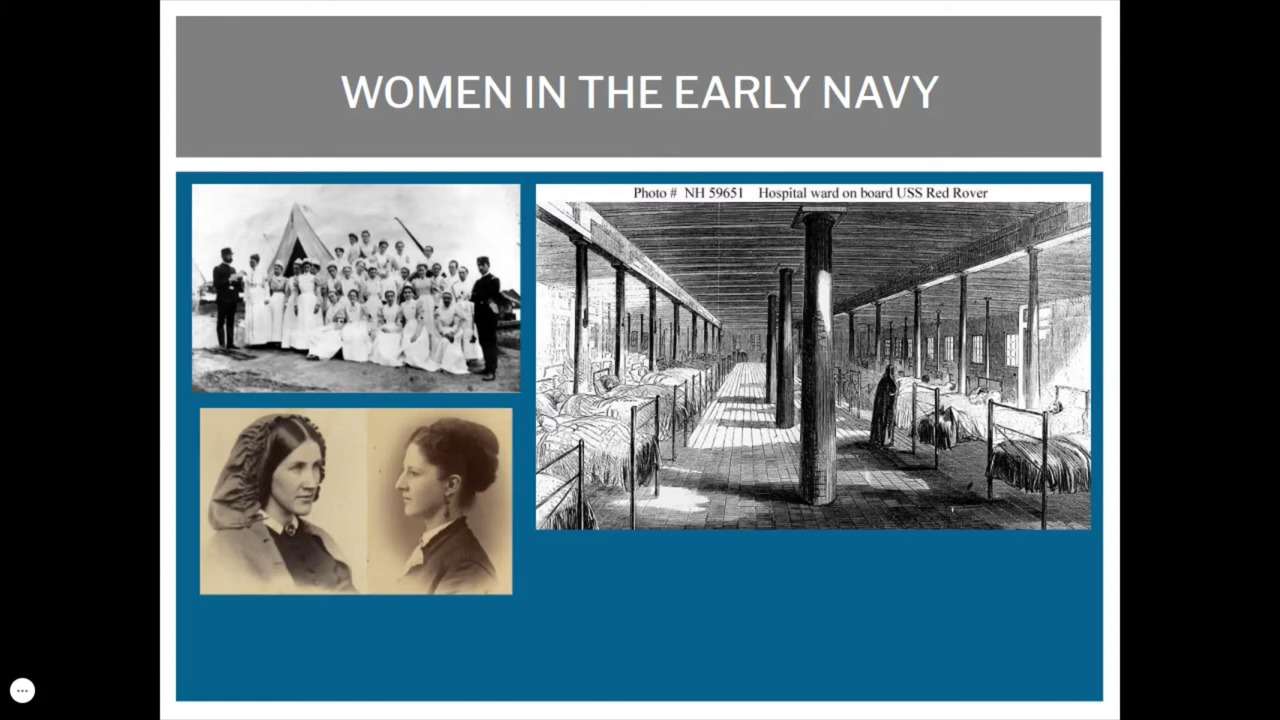 WOMEN IN THE EARLY NAVY
Photo # NH 59651 Hospital ward on board USS Red Rover